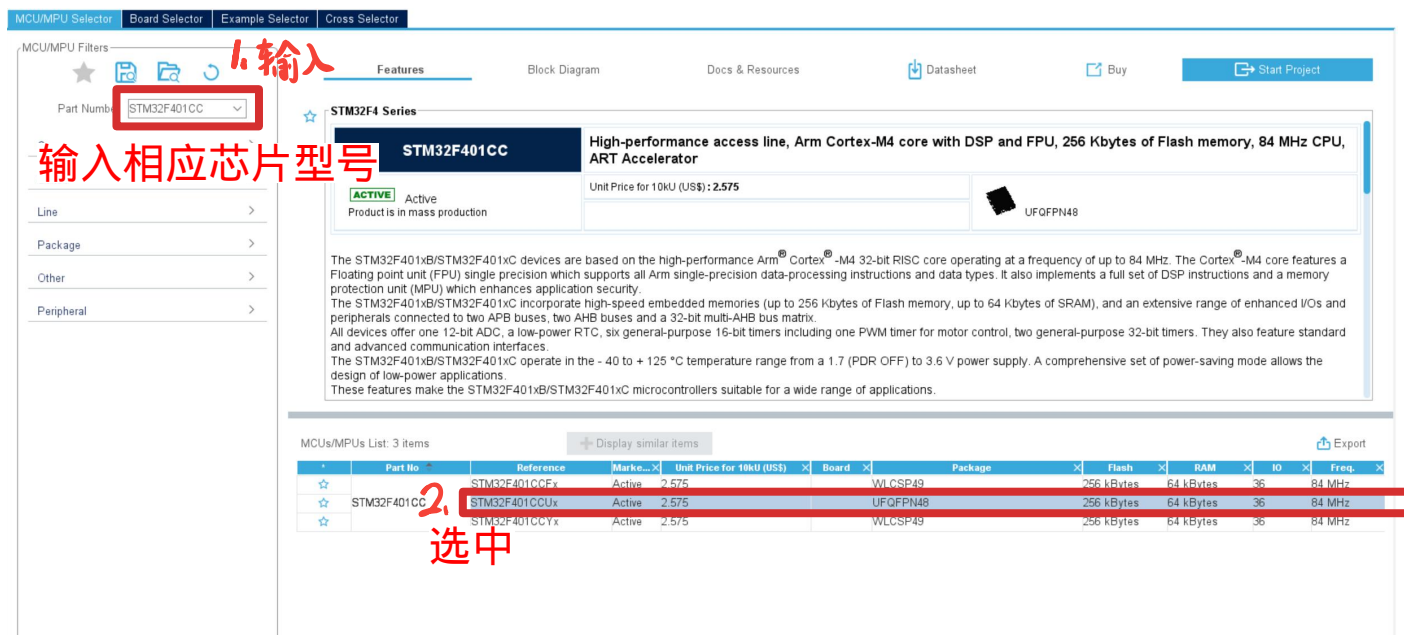 MCU/MPU Selector Board Selector Example Selector Cross Selector
MCU/MPU Filters
1.输入
Part Numbe STM32F401CC
输入相应芯片型号
Line
Package
Other
Peripheral
Features Block Diagram Docs & Resources Datasheet Buy Start Project
STM32F4 Series
STM32F401CC
High-performance access line, Arm Cortex-M4 core with DSP and FPU, 256 Kbytes of Flash memory, 84 MHz CPU,
ART Accelerator
ACTIVE Active
Product is in mass production
Unit Price for 10kU (US$) : 2.575
UFQFPN48
The STM32F401xB/STM32F401xC devices are based on the high-performance Arm® Cortex® -M4 32-bit RISC core operating at a frequency of up to 84 MHz. The Cortex®-M4 core features a
Floating point unit (FPU) single precision which supports all Arm single-precision data-processing instructions and data types. It also implements a full set of DSP instructions and a memory
protection unit (MPU) which enhances application security.
The STM32F401xB/STM32F401xC incorporate high-speed embedded memories (up to 256 Kbytes of Flash memory, up to 64 Kbytes of SRAM), and an extensive range of enhanced I/Os and
peripherals connected to two APB buses, two AHB buses and a 32-bit multi-AHB bus matrix.
All devices offer one 12-bit ADC, a low-power RTC, six general-purpose 16-bit timers including one PWM timer for motor control, two general-purpose 32-bit timers. They also feature standard
and advanced communication interfaces.
The STM32F401xB/STM32F401xC operate in the - 40 to + 125 °C temperature range from a 1.7 (PDR OFF) to 3.6 V power supply. A comprehensive set of power-saving mode allows the
design of low-power applications.
These features make the STM32F401xB/STM32F401xC microcontrollers suitable for a wide range of applications.
MCUs/MPUs List: 3 items Display similar items Export
* Part No Reference Marke... Unit Price for 10kU (US$) Board Package Flash RAM IO Freq.
STM32F401CCFx Active 2.575 WLCSP49 256 kBytes 64 kBytes 36 84 MHz
STM32F401CC 2. STM32F401CCUx Active 2.575 UFQFPN48 256 kBytes 64 kBytes 36 84 MHz
STM32F401CCYx Active 2.575 WLCSP49 256 kBytes 64 kBytes 36 84 MHz
选中